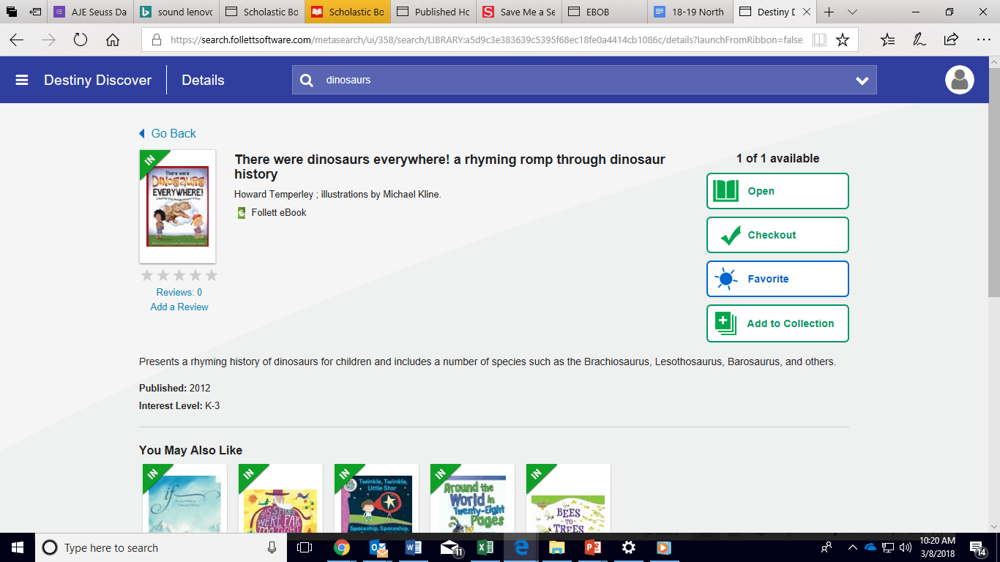 AJE Seuss Da
sound lenovo
Scholastic Bo
Scholastic Bo
Published Ho
Save Me a Se
EBOB
18-19 North
Destiny D
https://search.follettsoftware.com/metasearch/ui/358/search/LIBRARY:a5d9c3e383639c5395f68ec18fe0a4414cb1086c/details?launchFromRibbon=false
Destiny Discover
Details
dinosaurs
Go Back
IN
There were
DINOSAURS
EVERYWHERE!
There were dinosaurs everywhere! a rhyming romp through dinosaur
history
Howard Temperley ; illustrations by Michael Kline.
Follett eBook
Reviews: 0
Add a Review
1 of 1 available
Open
Checkout
Favorite
Add to Collection
Presents a rhyming history of dinosaurs for children and includes a number of species such as the Brachiosaurus, Lesothosaurus, Barosaurus, and others.
Published: 2012
Interest Level: K-3
You May Also Like
IN
if
IN
HIS SHOES
WERE FAR
TOO TIGHT
IN
Twinkle, Twinkle,
Little Star
Spaceship, Spaceship,
IN
Around the
World in
Twenty-Eight
Pages
IN
BEES
TO
TREES
Type here to search
11
10:20 AM
3/8/2018
14